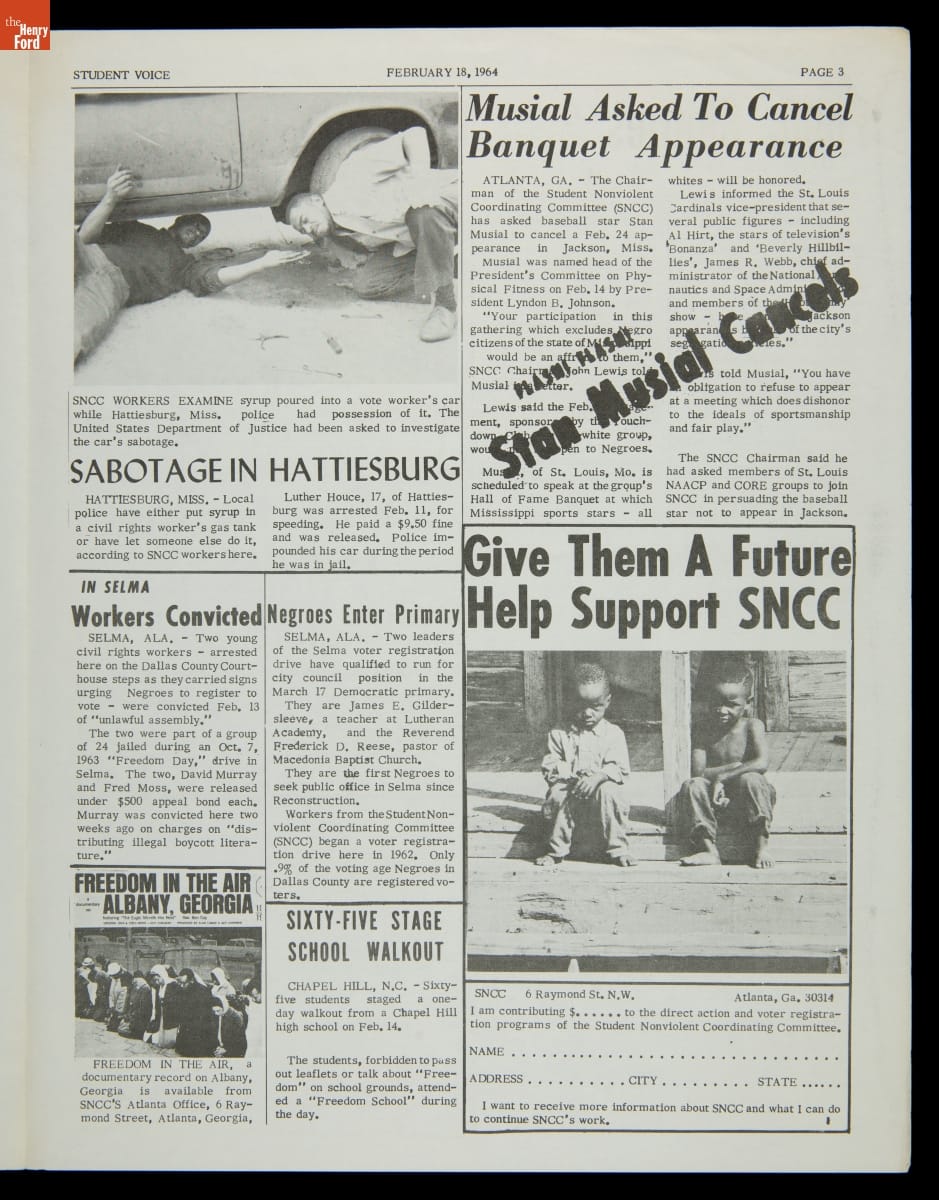 the
Henry
Ford
STUDENT VOICE
FEBRUARY 18, 1964
PAGE 3
SNCC WORKERS EXAMINE syrup poured into a vote worker's car
while Hattiesburg, Miss. police had possession of it. The
United States Department of Justice had been asked to investigate
the car's sabotage.
SABOTAGE IN HATTIESBURG
HATTIESBURG, MISS. - Local
police have either put syrup in
a civil rights worker's gas tank
or have let someone else do it,
according to SNCC workers here.
Luther Houce, 17, of Hatties-
burg was arrested Feb. 11, for
speeding. He paid a $9.50 fine
and was released. Police im-
pounded his car during the period
he was in jail.
IN SELMA
Workers Convicted
SELMA, ALA. - Two young
civil rights workers - arrested
here on the Dallas County Court-
house steps as they carried signs
urging Negroes to register to
vote - were convicted Feb. 13
of "unlawful assembly."
The two were part of a group
of 24 jailed during an Oct. 7,
1963 "Freedom Day," drive in
Selma. The two, David Murray
and Fred Moss, were released
under $500 appeal bond each.
Murray was convicted here two
weeks ago on charges on "dis-
tributing illegal boycott litera-
ture."
FREEDOM IN THE AIR
a documentary on
ALBANY, GEORGIA
FREEDOM IN THE AIR, a
documentary record on Albany,
Georgia is available from
SNCC'S Atlanta Office, 6 Ray-
mond Street, Atlanta, Georgia,
Negroes Enter Primary
SELMA, ALA. - Two leaders
of the Selma voter registration
drive have qualified to run for
city council position in the
March 17 Democratic primary.
They are James E. Gilder-
sleeve, a teacher at Lutheran
Academy, and the Reverend
Frederick D. Reese, pastor of
Macedonia Baptist Church.
They are the first Negroes to
seek public office in Selma since
Reconstruction.
Workers from the Student Non-
violent Coordinating Committee
(SNCC) began a voter registra-
tion drive here in 1962. Only
.9% of the voting age Negroes in
Dallas County are registered vo-
ters.
SIXTY-FIVE STAGE
SCHOOL WALKOUT
CHAPEL HILL, N.C. - Sixty-
five students staged a one-
day walkout from a Chapel Hill
high school on Feb. 14.
The students, forbidden to pass
out leaflets or talk about "Free-
dom" on school grounds, attend-
ed a "Freedom School" during
the day.
Musial Asked To Cancel
Banquet Appearance
ATLANTA, GA. - The Chair-
man of the Student Nonviolent
Coordinating Committee (SNCC)
has asked baseball star Stan
Musial to cancel a Feb. 24 ap-
pearance in Jackson, Miss.
Musial was named head of the
President's Committee on Phy-
sical Fitness on Feb. 14 by Pre-
sident Lyndon B. Johnson.
"Your participation in this
gathering which excludes Negro
citizens of the state of Mississippi
would be an affront to them,"
SNCC Chairman John Lewis told
Musial letter.
Lewis said the Feb.
ment, sponsored by the Touch-
down Club white group,
to Negroes.
of St. Louis, Mo. is
scheduled to speak at the group's
Hall of Fame Banquet at which
Mississippi sports stars - all
whites - will be honored.
Lewis informed the St. Louis
Cardinals vice-president that se-
veral public figures - including
Al Hirt, the stars of television's
'Bonanza' and 'Beverly Hillbil-
lies', James R. Webb, chief ad-
ministrator of the National
nautics and Space
and members of
show - Jackson
of the city's
told Musial, "You have
obligation to refuse to appear
at a meeting which does dishonor
to the ideals of sportsmanship
and fair play."
The SNCC Chairman said he
had asked members of St. Louis
NAACP and CORE groups to join
SNCC in persuading the baseball
star not to appear in Jackson.
FLASH! FLASH!
Stan Musial Cancels
Give Them A Future
Help Support SNCC
SNCC 6 Raymond St. N.W. Atlanta, Ga. 30314
I am contributing $...... to the direct action and voter registra-
tion programs of the Student Nonviolent Coordinating Committee.
NAME ..................................
ADDRESS .......... CITY ......... STATE ......
I want to receive more information about SNCC and what I can do
to continue SNCC's work.